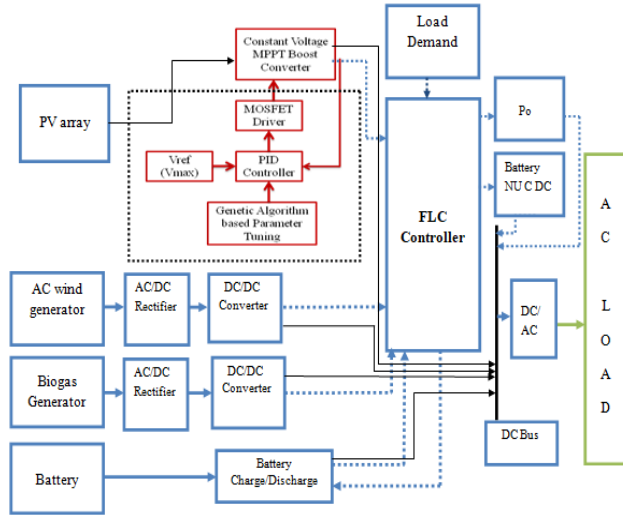 Constant Voltage
MPPT Boost
Converter
Load
Demand
PV array
MOSFET
Driver
Po
Vref
(Vmax)
PID
Controller
Battery
NU C DC
Genetic Algorithm
based Parameter
Tuning
FLC
Controller
A
C
L
O
A
D
AC wind
generator
AC/DC
Rectifier
DC/DC
Converter
DC/
AC
Biogas
Generator
AC/DC
Rectifier
DC/DC
Converter
DC Bus
Battery
Battery
Charge/Discharge